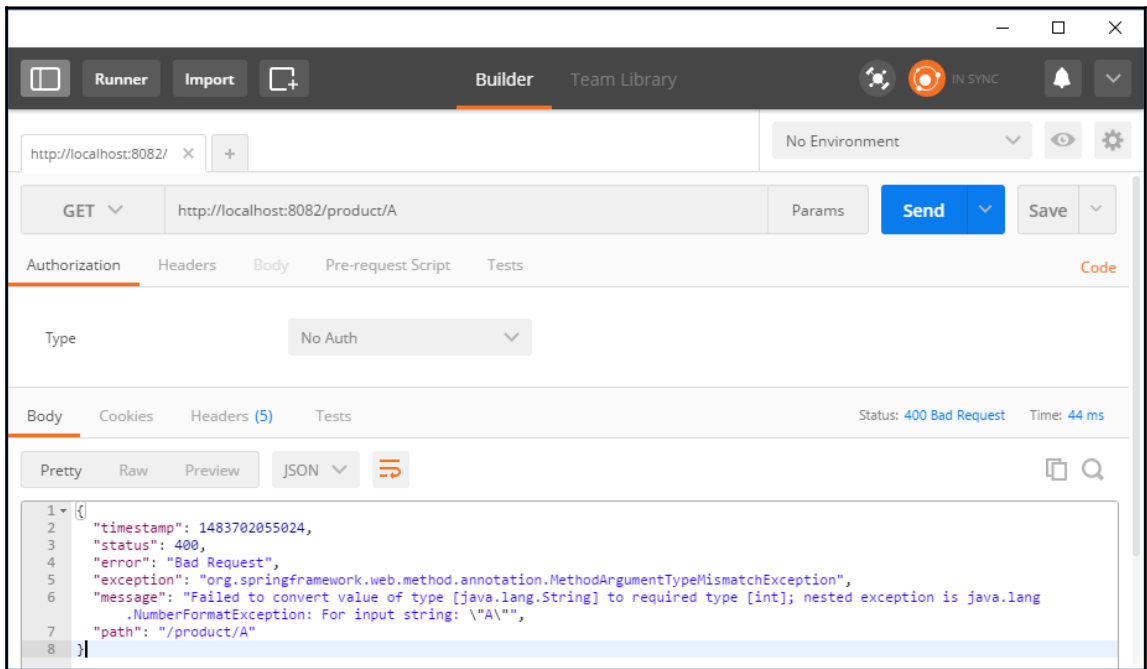 Runner Import Builder Team Library IN SYNC
http://localhost:8082/ No Environment
GET http://localhost:8082/product/A Params Send Save
Authorization Headers Body Pre-request Script Tests Code
Type No Auth
Body Cookies Headers (5) Tests Status: 400 Bad Request Time: 44 ms
Pretty Raw Preview JSON
1 {
2 "timestamp": 1483702055024,
3 "status": 400,
4 "error": "Bad Request",
5 "exception": "org.springframework.web.method.annotation.MethodArgumentTypeMismatchException",
6 "message": "Failed to convert value of type [java.lang.String] to required type [int]; nested exception is java.lang
.NumberFormatException: For input string: \"A\"",
7 "path": "/product/A"
8 }